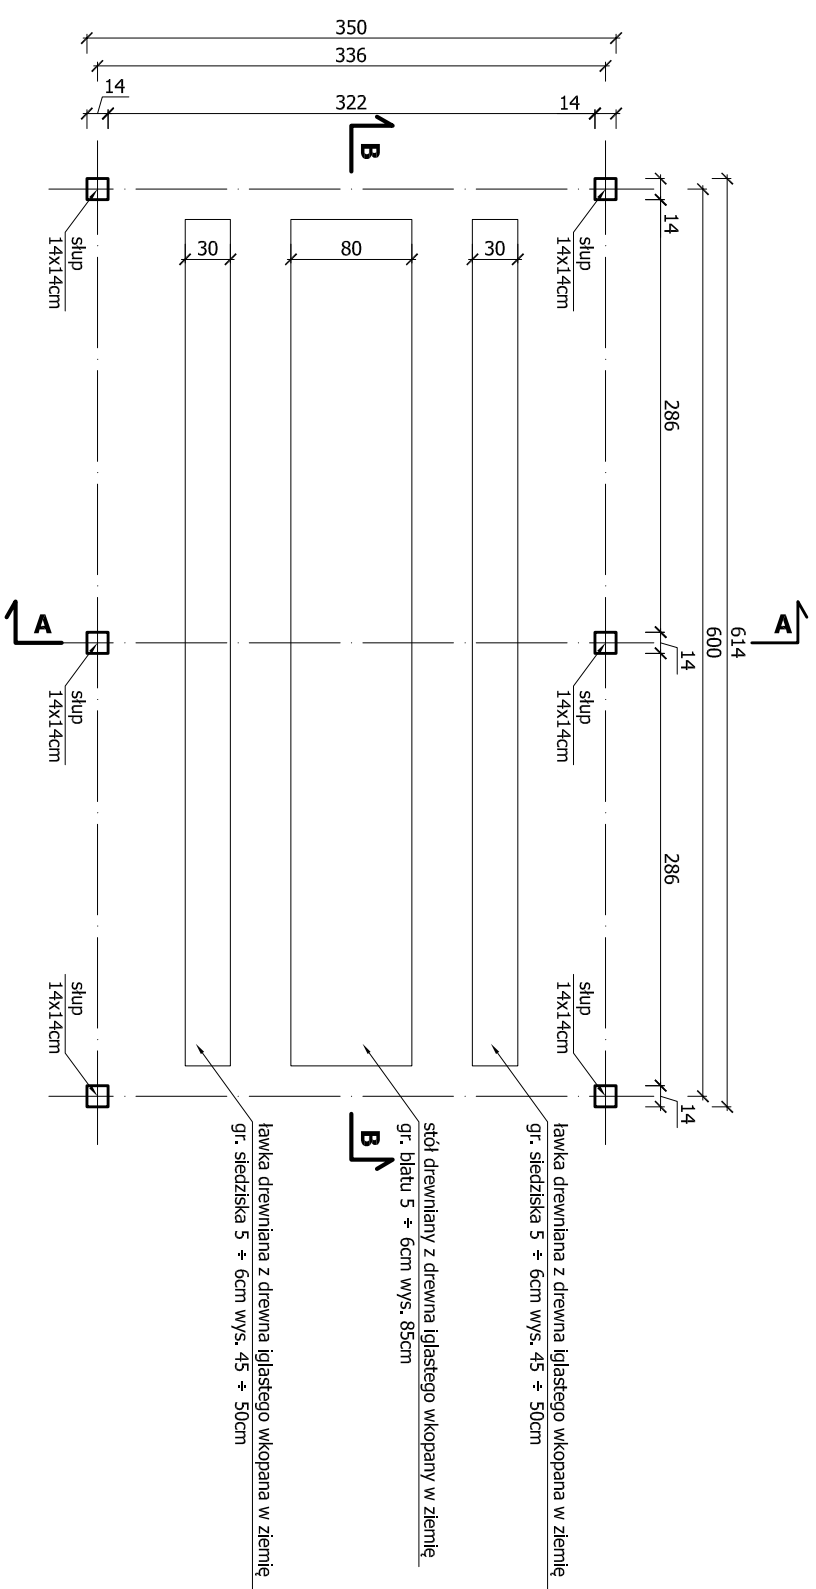 350
336
14
322
14
B
słup
14x14cm
słup
14x14cm
30
80
30
14
286
614
600
14
A
A
słup
14x14cm
słup
14x14cm
286
słup
14x14cm
słup
14x14cm
14
B
ławka drewniana z drewna iglastego wkopana w ziemię
gr. siedziska 5 ÷ 6cm wys. 45 ÷ 50cm
stół drewniany z drewna iglastego wkopany w ziemię
gr. blatu 5 ÷ 6cm wys. 85cm
ławka drewniana z drewna iglastego wkopana w ziemię
gr. siedziska 5 ÷ 6cm wys. 45 ÷ 50cm